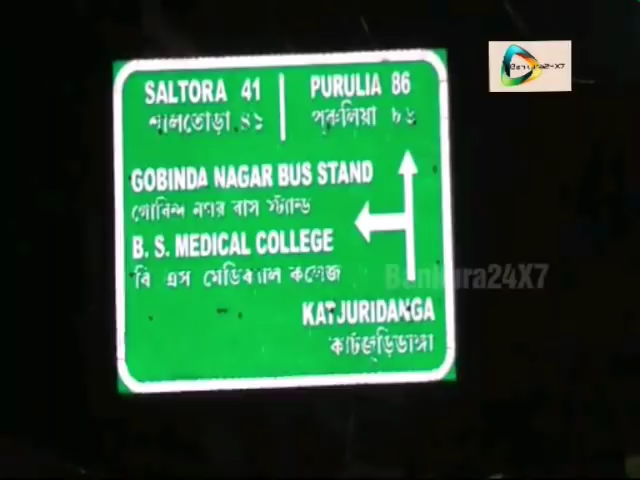 SALTORA 41
শালতোড়া ৪১
PURULIA 86
পুরুলিয়া ৮৬
GOBINDA NAGAR BUS STAND
গোবিন্দ নগর বাস স্ট্যান্ড
B. S. MEDICAL COLLEGE
বি এস মেডিক্যাল কলেজ
KATJURIDANGA
কাটজুড়িডাঙ্গা
Bankura24X7